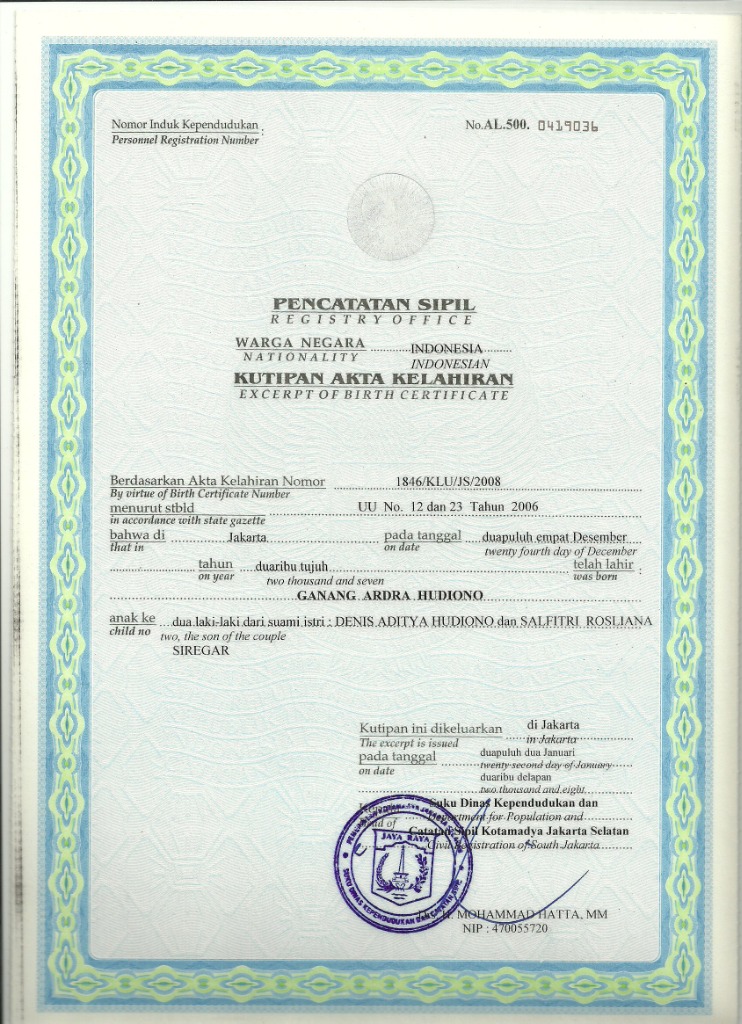 Nomor Induk Kependudukan :
Personnel Registration Number
No.AL.500. 0419036
PENCATATAN SIPIL
REGISTRY OFFICE
WARGA NEGARA INDONESIA
NATIONALITY INDONESIAN
KUTIPAN AKTA KELAHIRAN
EXCERPT OF BIRTH CERTIFICATE
Berdasarkan Akta Kelahiran Nomor 1846/KLU/JS/2008
By virtue of Birth Certificate Number
menurut stbld UU No. 12 dan 23 Tahun 2006
in accordance with state gazette
bahwa di Jakarta pada tanggal duapuluh empat Desember
that in on date twenty fourth day of December
tahun duaribu tujuh telah lahir :
on year two thousand and seven was born
GANANG ARDRA HUDIONO
anak ke dua laki-laki dari suami istri : DENIS ADITYA HUDIONO dan SALFITRI ROSLIANA
child no two, the son of the couple
SIREGAR
Kutipan ini dikeluarkan di Jakarta
The excerpt is issued in Jakarta
pada tanggal duapuluh dua Januari
on date twenty second day of January
duaribu delapan
two thousand and eight
Suku Dinas Kependudukan dan
Head of Department for Population and
Catatan Sipil Kotamadya Jakarta Selatan
Civil Registration of South Jakarta
JAYA RAYA
SUKU DINAS KEPENDUDUKAN DAN CATATAN SIPIL
H. MOHAMMAD HATTA, MM
NIP : 470055720